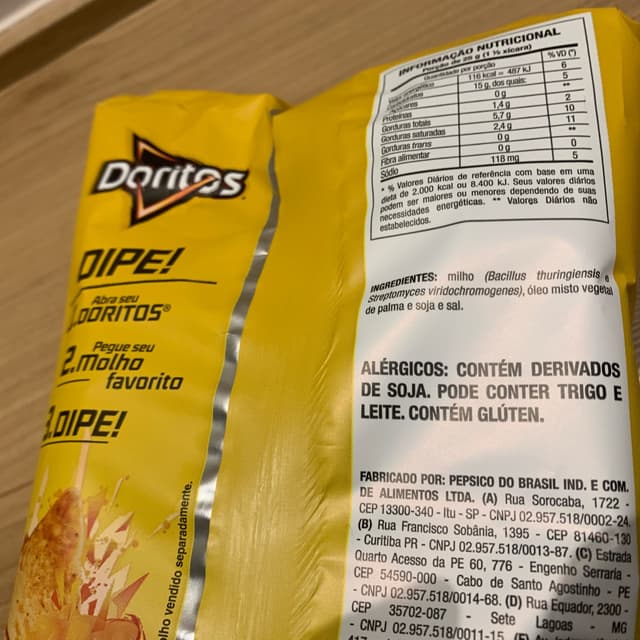 Doritos
DIPE!
1. Abra seu
DORITOS®
2. Pegue seu
molho
favorito
3. DIPE!
lho vendido separadamente.
INFORMAÇÃO NUTRICIONAL
Porção de 25 g (1 ½ xícara)
Quantidade por porção % VD (*)
Valor energético 116 kcal = 487 kJ 6
Carboidratos 15 g, dos quais: 5
Açúcares 0 g **
Proteínas 1,4 g 2
Gorduras totais 5,7 g 10
Gorduras saturadas 2,4 g 11
Gorduras trans 0 g **
Fibra alimentar 0 g 0
Sódio 118 mg 5
* % Valores Diários de referência com base em uma
dieta de 2.000 kcal ou 8.400 kJ. Seus valores diários
podem ser maiores ou menores dependendo de suas
necessidades energéticas. ** Valores Diários não
estabelecidos.
INGREDIENTES: milho (Bacillus thuringiensis e
Streptomyces viridochromogenes), óleo misto vegetal
de palma e soja e sal.
ALÉRGICOS: CONTÉM DERIVADOS
DE SOJA. PODE CONTER TRIGO E
LEITE. CONTÉM GLÚTEN.
FABRICADO POR: PEPSICO DO BRASIL IND. E COM.
DE ALIMENTOS LTDA. (A) Rua Sorocaba, 1722 -
CEP 13300-340 - Itu - SP - CNPJ 02.957.518/0002-24.
(B) Rua Francisco Sobânia, 1395 - CEP 81460-130
- Curitiba PR - CNPJ 02.957.518/0013-87. (C) Estrada
Quarto Acesso da PE 60, 776 - Engenho Serraria -
CEP 54590-000 - Cabo de Santo Agostinho - PE
- CNPJ 02.957.518/0014-68. (D) Rua Equador, 2300 -
CEP 35702-087 - Sete Lagoas - MG
- CNPJ 02.957.518/0011-15.